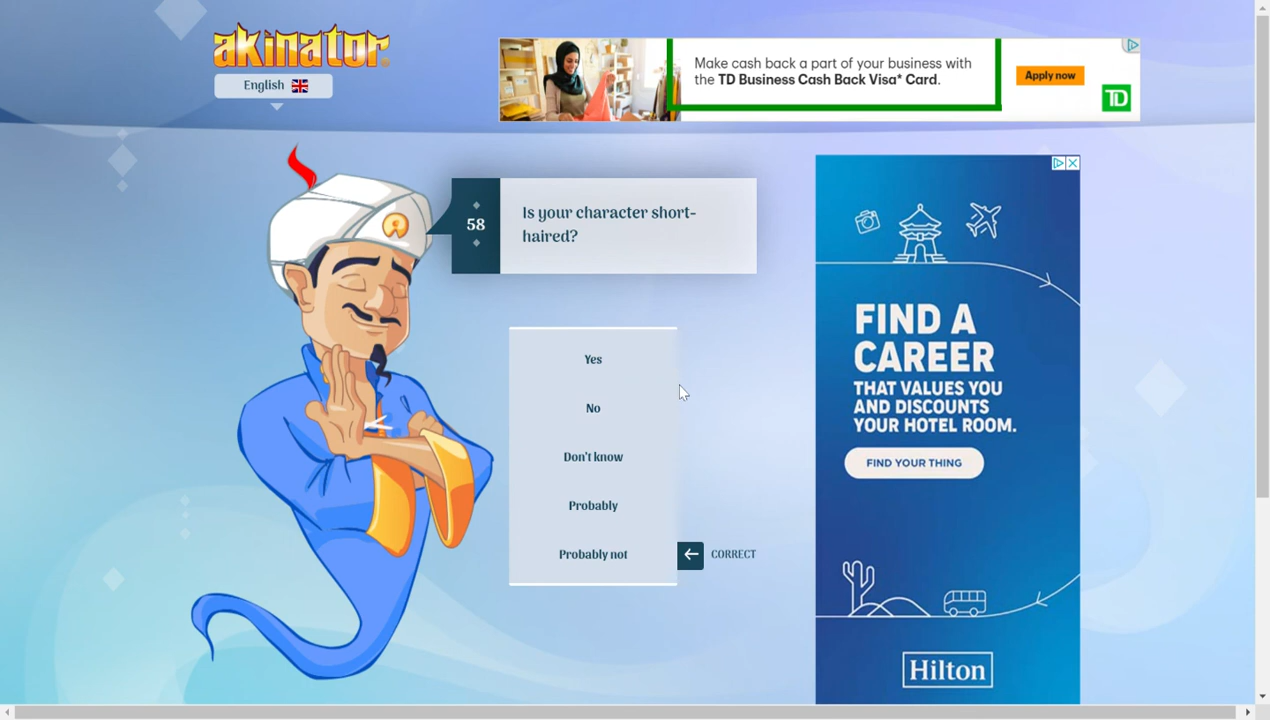 akinator.
English
Make cash back a part of your business with
the TD Business Cash Back Visa* Card.
Apply now
TD
58
Is your character short-
haired?
Yes
No
Don't know
Probably
Probably not
CORRECT
FIND A
CAREER
THAT VALUES YOU
AND DISCOUNTS
YOUR HOTEL ROOM.
FIND YOUR THING
Hilton